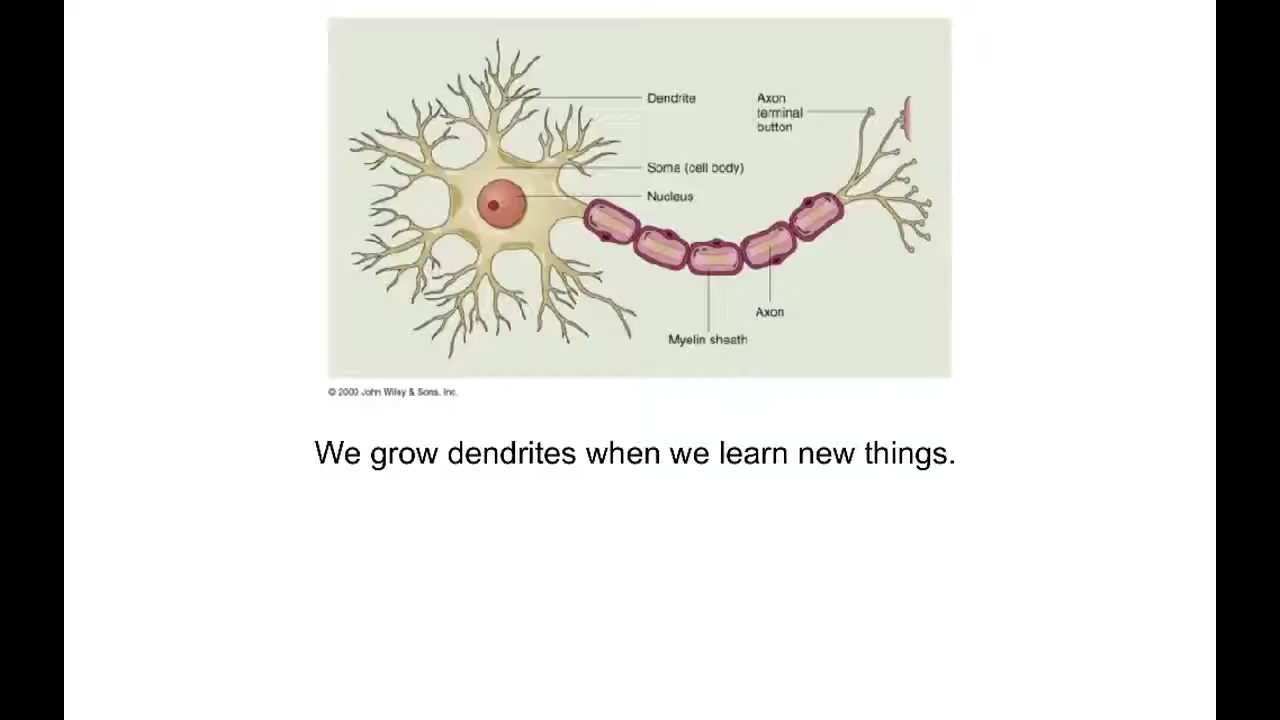 Dendrite
Axon
terminal
button
Soma (cell body)
Nucleus
Axon
Myelin sheath
© 2000 John Wiley & Sons, Inc.
We grow dendrites when we learn new things.